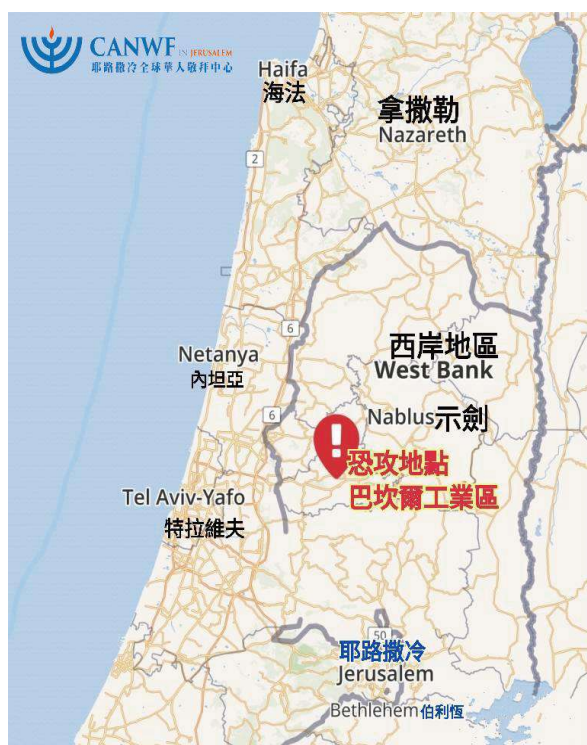 CANWF IN JERUSALEM
耶路撒冷全球華人敬拜中心
Haifa
海法
拿撒勒
Nazareth
2
6
西岸地區
West Bank
Netanya
內坦亞
6
Nablus示劍
恐攻地點
巴坎爾工業區
Tel Aviv-Yafo
特拉維夫
50
耶路撒冷
Jerusalem
Bethlehem伯利恆